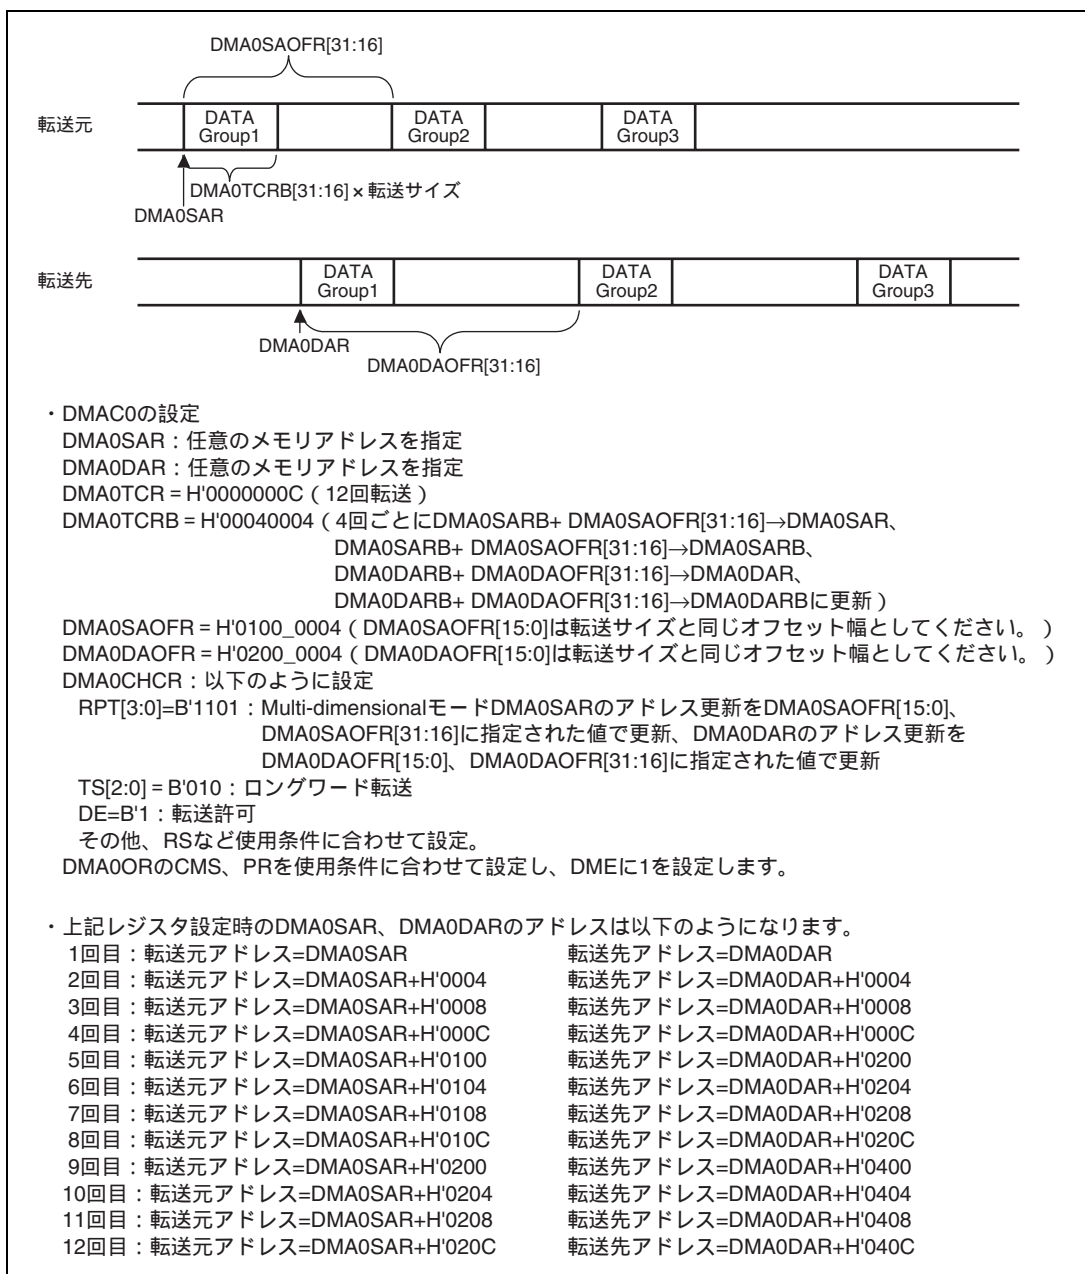 DMA0SAOFR[31:16]
転送元
DATA Group1
DATA Group2
DATA Group3
DMA0TCRB[31:16]×転送サイズ
DMA0SAR
転送先
DATA Group1
DATA Group2
DATA Group3
DMA0DAR
DMA0DAOFR[31:16]
・DMAC0の設定
DMA0SAR：任意のメモリアドレスを指定
DMA0DAR：任意のメモリアドレスを指定
DMA0TCR = H'0000000C（12回転送）
DMA0TCRB = H'00040004（4回ごとにDMA0SARB+ DMA0SAOFR[31:16]→DMA0SAR、
DMA0SARB+ DMA0SAOFR[31:16]→DMA0SARB、
DMA0DARB+ DMA0DAOFR[31:16]→DMA0DAR、
DMA0DARB+ DMA0DAOFR[31:16]→DMA0DARBに更新）
DMA0SAOFR = H'0100_0004（DMA0SAOFR[15:0]は転送サイズと同じオフセット幅としてください。）
DMA0DAOFR = H'0200_0004（DMA0DAOFR[15:0]は転送サイズと同じオフセット幅としてください。）
DMA0CHCR：以下のように設定
RPT[3:0]=B'1101：Multi-dimensionalモードDMA0SARのアドレス更新をDMA0SAOFR[15:0]、
DMA0SAOFR[31:16]に指定された値で更新、DMA0DARのアドレス更新を
DMA0DAOFR[15:0]、DMA0DAOFR[31:16]に指定された値で更新
TS[2:0] = B'010：ロングワード転送
DE=B'1：転送許可
その他、RSなど使用条件に合わせて設定。
DMA0ORのCMS、PRを使用条件に合わせて設定し、DMEに1を設定します。
・上記レジスタ設定時のDMA0SAR、DMA0DARのアドレスは以下のようになります。
1回目：転送元アドレス=DMA0SAR 転送先アドレス=DMA0DAR
2回目：転送元アドレス=DMA0SAR+H'0004 転送先アドレス=DMA0DAR+H'0004
3回目：転送元アドレス=DMA0SAR+H'0008 転送先アドレス=DMA0DAR+H'0008
4回目：転送元アドレス=DMA0SAR+H'000C 転送先アドレス=DMA0DAR+H'000C
5回目：転送元アドレス=DMA0SAR+H'0100 転送先アドレス=DMA0DAR+H'0200
6回目：転送元アドレス=DMA0SAR+H'0104 転送先アドレス=DMA0DAR+H'0204
7回目：転送元アドレス=DMA0SAR+H'0108 転送先アドレス=DMA0DAR+H'0208
8回目：転送元アドレス=DMA0SAR+H'010C 転送先アドレス=DMA0DAR+H'020C
9回目：転送元アドレス=DMA0SAR+H'0200 転送先アドレス=DMA0DAR+H'0400
10回目：転送元アドレス=DMA0SAR+H'0204 転送先アドレス=DMA0DAR+H'0404
11回目：転送元アドレス=DMA0SAR+H'0208 転送先アドレス=DMA0DAR+H'0408
12回目：転送元アドレス=DMA0SAR+H'020C 転送先アドレス=DMA0DAR+H'040C